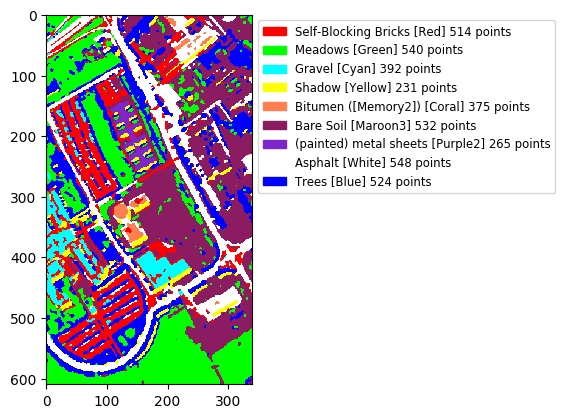 0
100
200
300
400
500
600
0 100 200 300
Self-Blocking Bricks [Red] 514 points
Meadows [Green] 540 points
Gravel [Cyan] 392 points
Shadow [Yellow] 231 points
Bitumen ([Memory2]) [Coral] 375 points
Bare Soil [Maroon3] 532 points
(painted) metal sheets [Purple2] 265 points
Asphalt [White] 548 points
Trees [Blue] 524 points